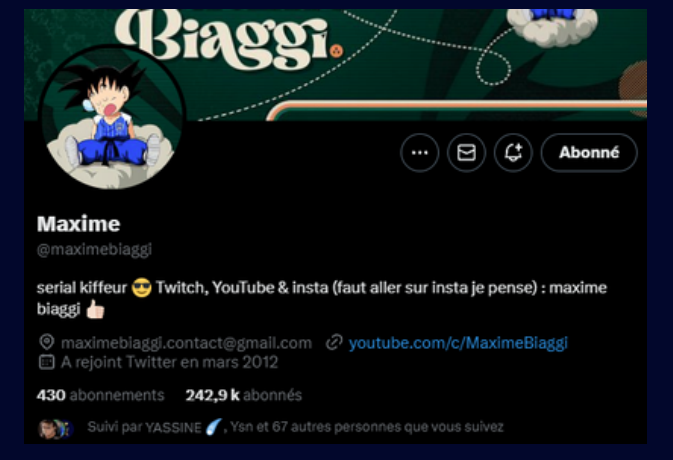 Biaggi.
Abonné
Maxime
@maximebiaggi
serial kiffeur 😎 Twitch, YouTube & insta (faut aller sur insta je pense) : maxime
biaggi 👍🏻
maximebiaggi.contact@gmail.com youtube.com/c/MaximeBiaggi
A rejoint Twitter en mars 2012
430 abonnements 242,9 k abonnés
Suivi par YASSINE ☄️, Ysn et 67 autres personnes que vous suivez